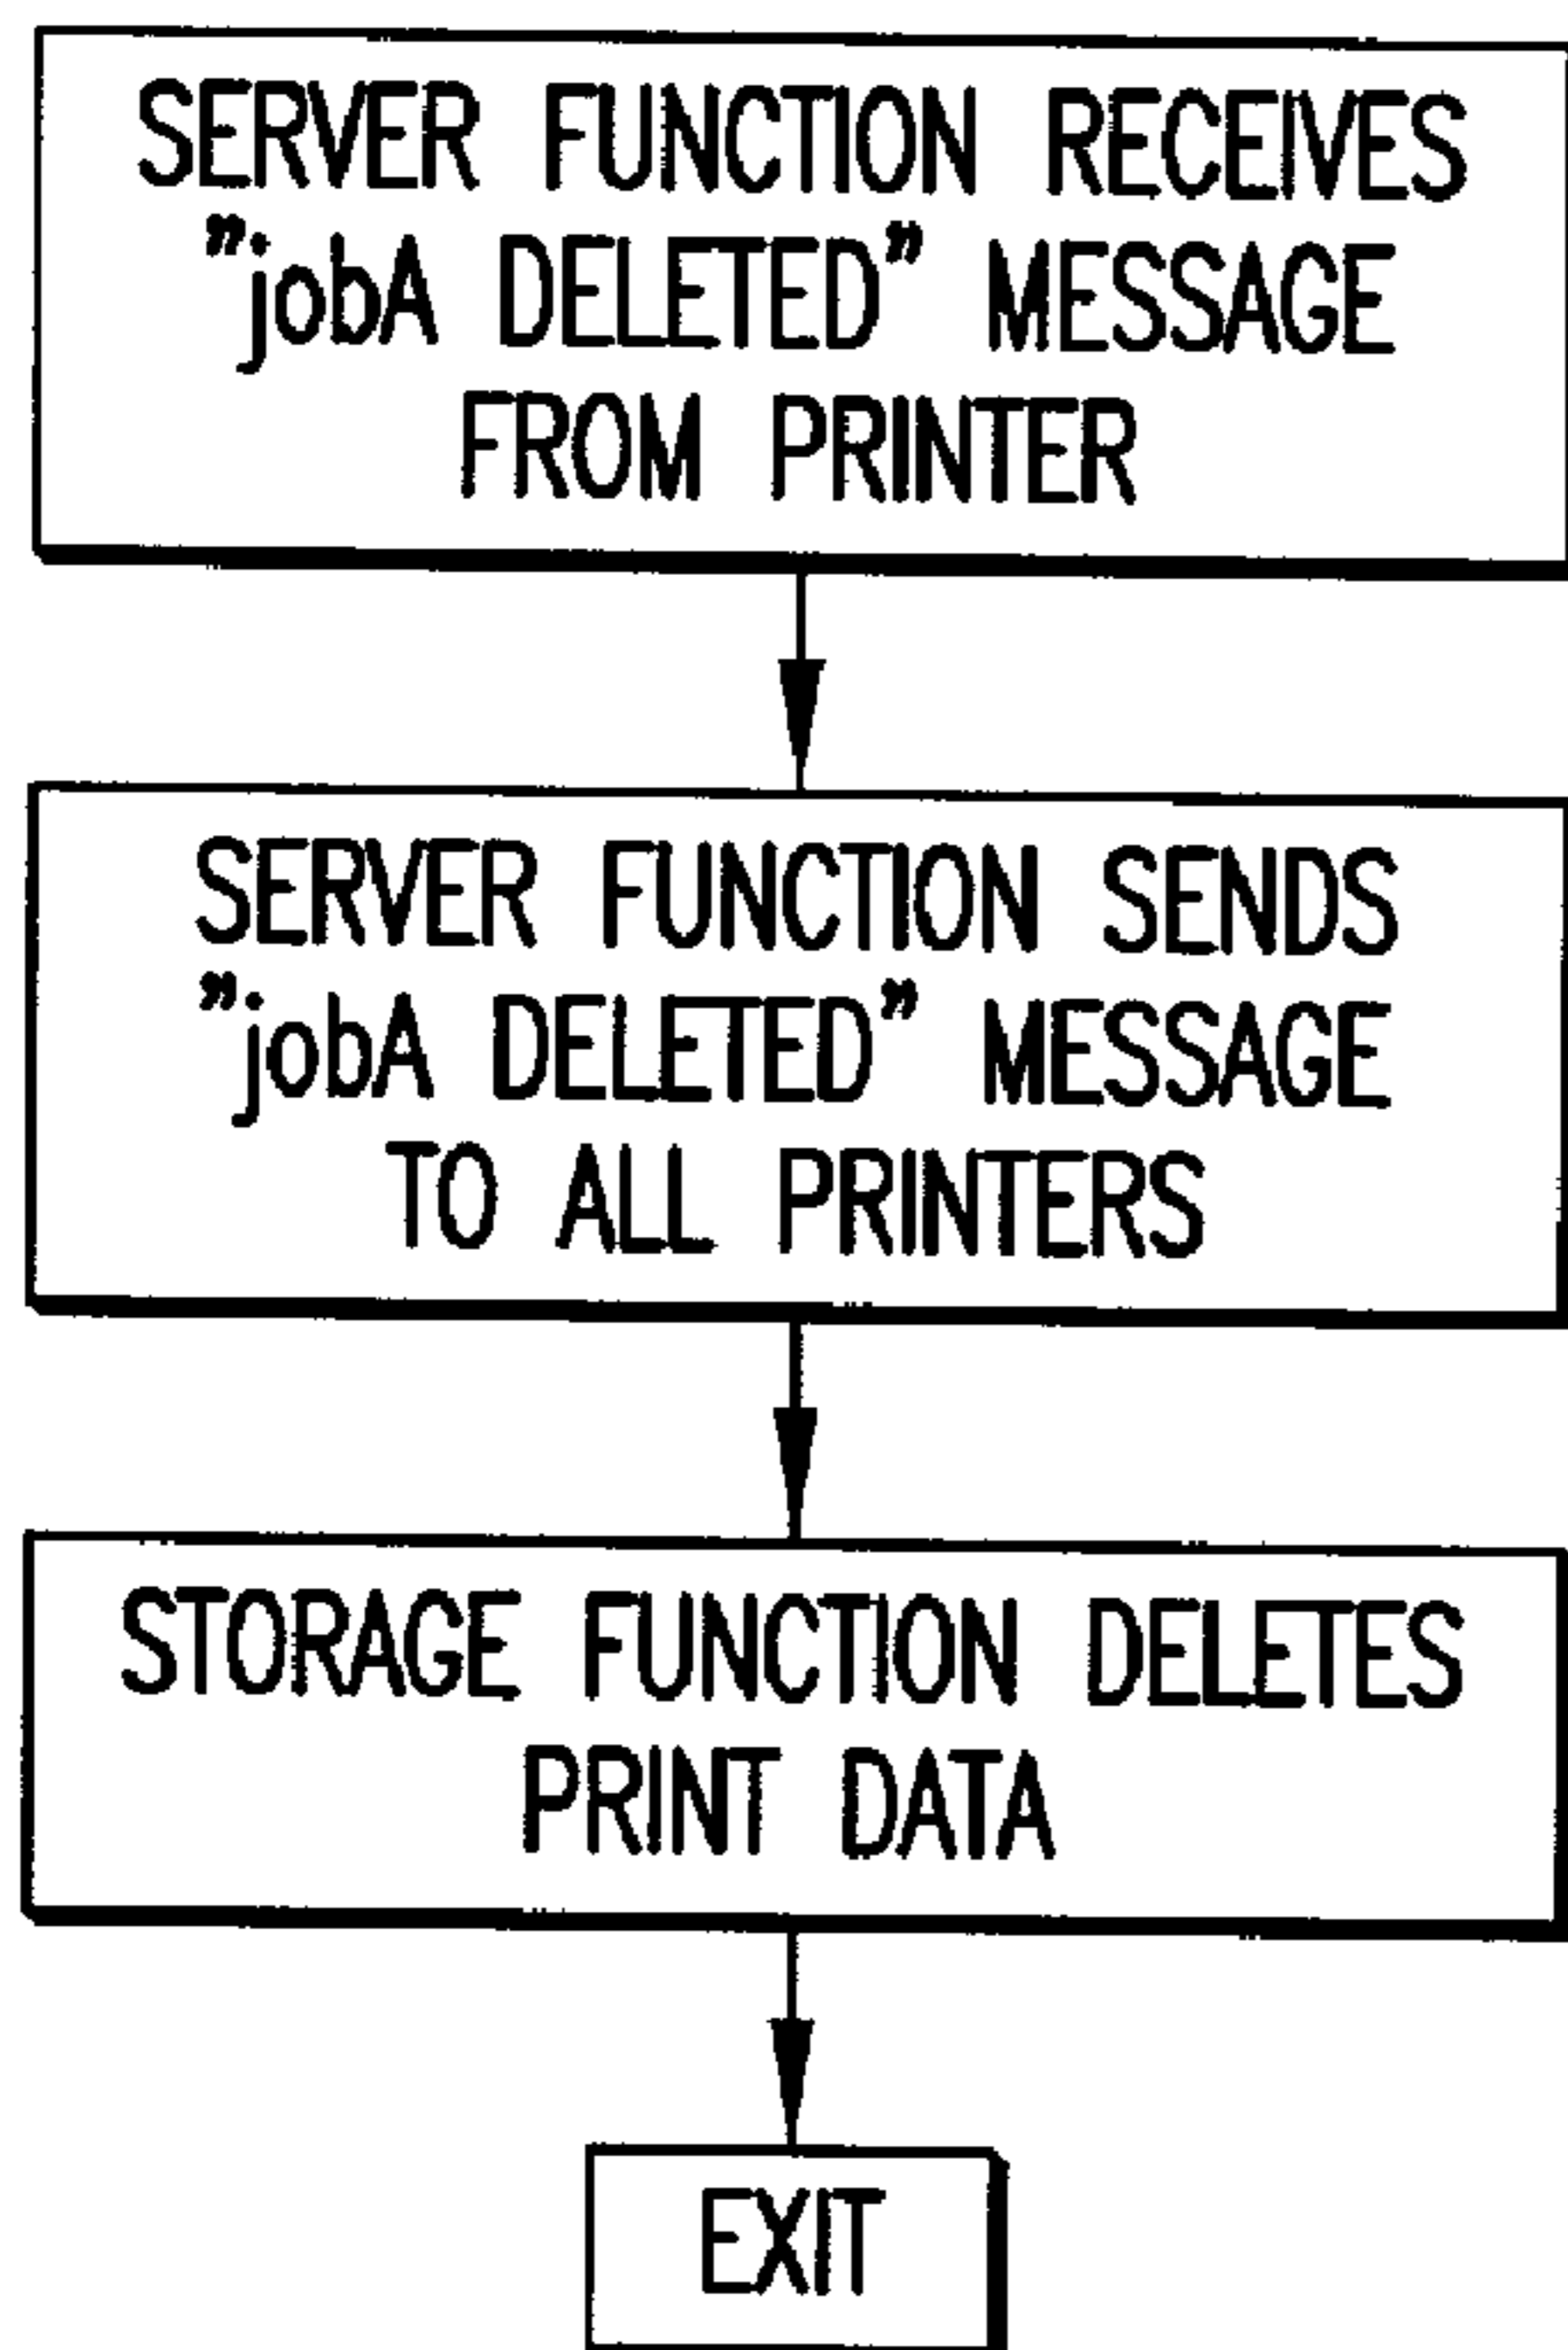 SERVER FUNCTION RECEIVES
"jobA DELETED" MESSAGE
FROM PRINTER
SERVER FUNCTION SENDS
"jobA DELETED" MESSAGE
TO ALL PRINTERS
STORAGE FUNCTION DELETES
PRINT DATA
EXIT